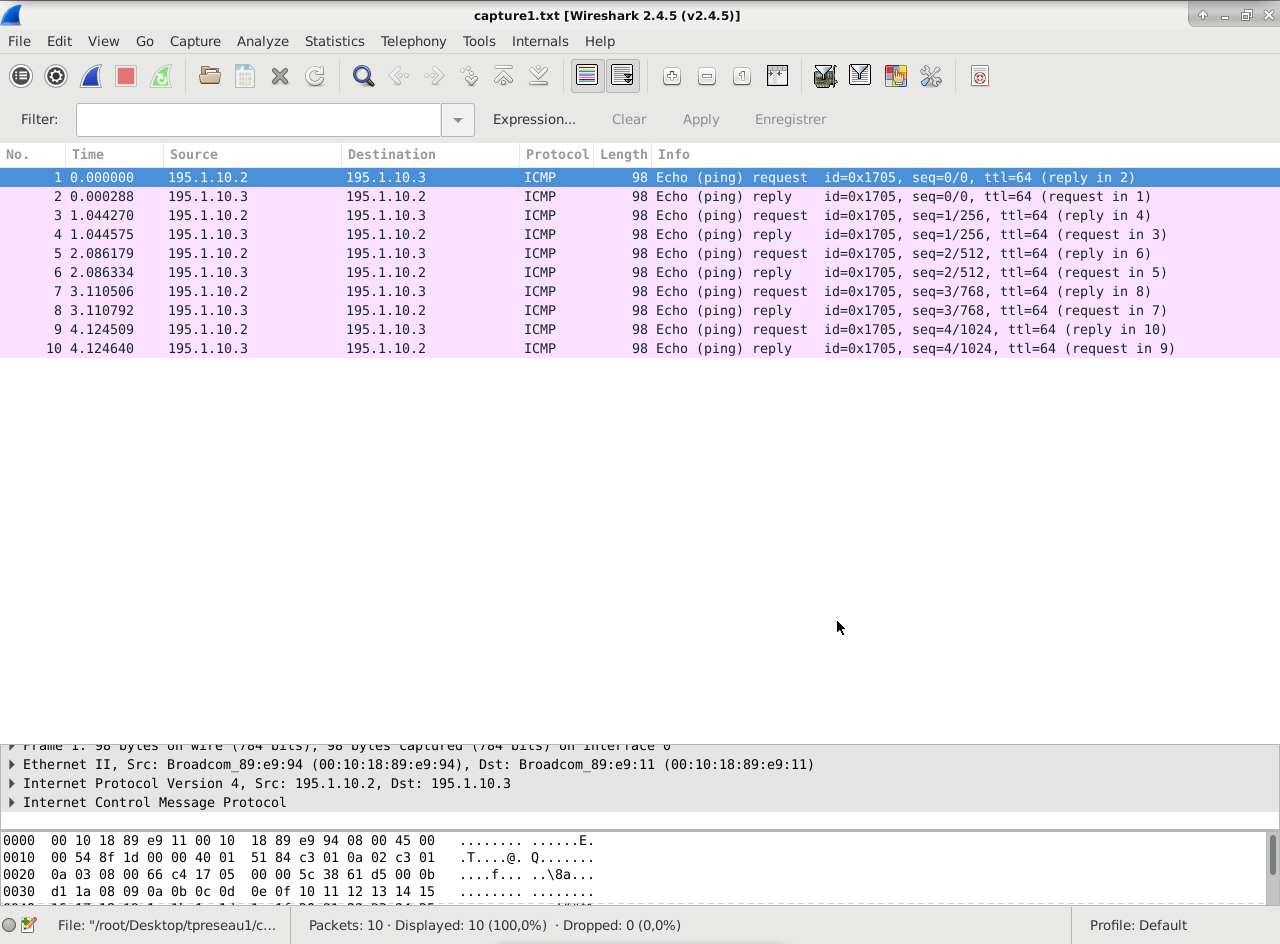 capture1.txt [Wireshark 2.4.5 (v2.4.5)]
File Edit View Go Capture Analyze Statistics Telephony Tools Internals Help
Filter: Expression... Clear Apply Enregistrer
No. Time Source Destination Protocol Length Info
1 0.000000 195.1.10.2 195.1.10.3 ICMP 98 Echo (ping) request id=0x1705, seq=0/0, ttl=64 (reply in 2)
2 0.000288 195.1.10.3 195.1.10.2 ICMP 98 Echo (ping) reply id=0x1705, seq=0/0, ttl=64 (request in 1)
3 1.044270 195.1.10.2 195.1.10.3 ICMP 98 Echo (ping) request id=0x1705, seq=1/256, ttl=64 (reply in 4)
4 1.044575 195.1.10.3 195.1.10.2 ICMP 98 Echo (ping) reply id=0x1705, seq=1/256, ttl=64 (request in 3)
5 2.086179 195.1.10.2 195.1.10.3 ICMP 98 Echo (ping) request id=0x1705, seq=2/512, ttl=64 (reply in 6)
6 2.086334 195.1.10.3 195.1.10.2 ICMP 98 Echo (ping) reply id=0x1705, seq=2/512, ttl=64 (request in 5)
7 3.110506 195.1.10.2 195.1.10.3 ICMP 98 Echo (ping) request id=0x1705, seq=3/768, ttl=64 (reply in 8)
8 3.110792 195.1.10.3 195.1.10.2 ICMP 98 Echo (ping) reply id=0x1705, seq=3/768, ttl=64 (request in 7)
9 4.124509 195.1.10.2 195.1.10.3 ICMP 98 Echo (ping) request id=0x1705, seq=4/1024, ttl=64 (reply in 10)
10 4.124640 195.1.10.3 195.1.10.2 ICMP 98 Echo (ping) reply id=0x1705, seq=4/1024, ttl=64 (request in 9)
Frame 1: 98 bytes on wire (784 bits), 98 bytes captured (784 bits) on interface 0
Ethernet II, Src: Broadcom_89:e9:94 (00:10:18:89:e9:94), Dst: Broadcom_89:e9:11 (00:10:18:89:e9:11)
Internet Protocol Version 4, Src: 195.1.10.2, Dst: 195.1.10.3
Internet Control Message Protocol
0000 00 10 18 89 e9 11 00 10 18 89 e9 94 08 00 45 00 ........ ......E.
0010 00 54 8f 1d 00 00 40 01 51 84 c3 01 0a 02 c3 01 .T....@. Q.......
0020 0a 03 08 00 66 c4 17 05 00 00 5c 38 61 d5 00 0b ....f... ..\8a...
0030 d1 1a 08 09 0a 0b 0c 0d 0e 0f 10 11 12 13 14 15 ........ ........
File: "/root/Desktop/tpreseau1/c... Packets: 10 · Displayed: 10 (100,0%) · Dropped: 0 (0,0%) Profile: Default